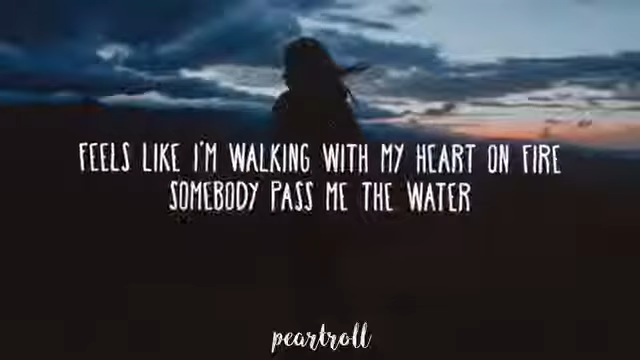 FEELS LIKE I'M WALKING WITH MY HEART ON FIRE
SOMEBODY PASS ME THE WATER
peartroll